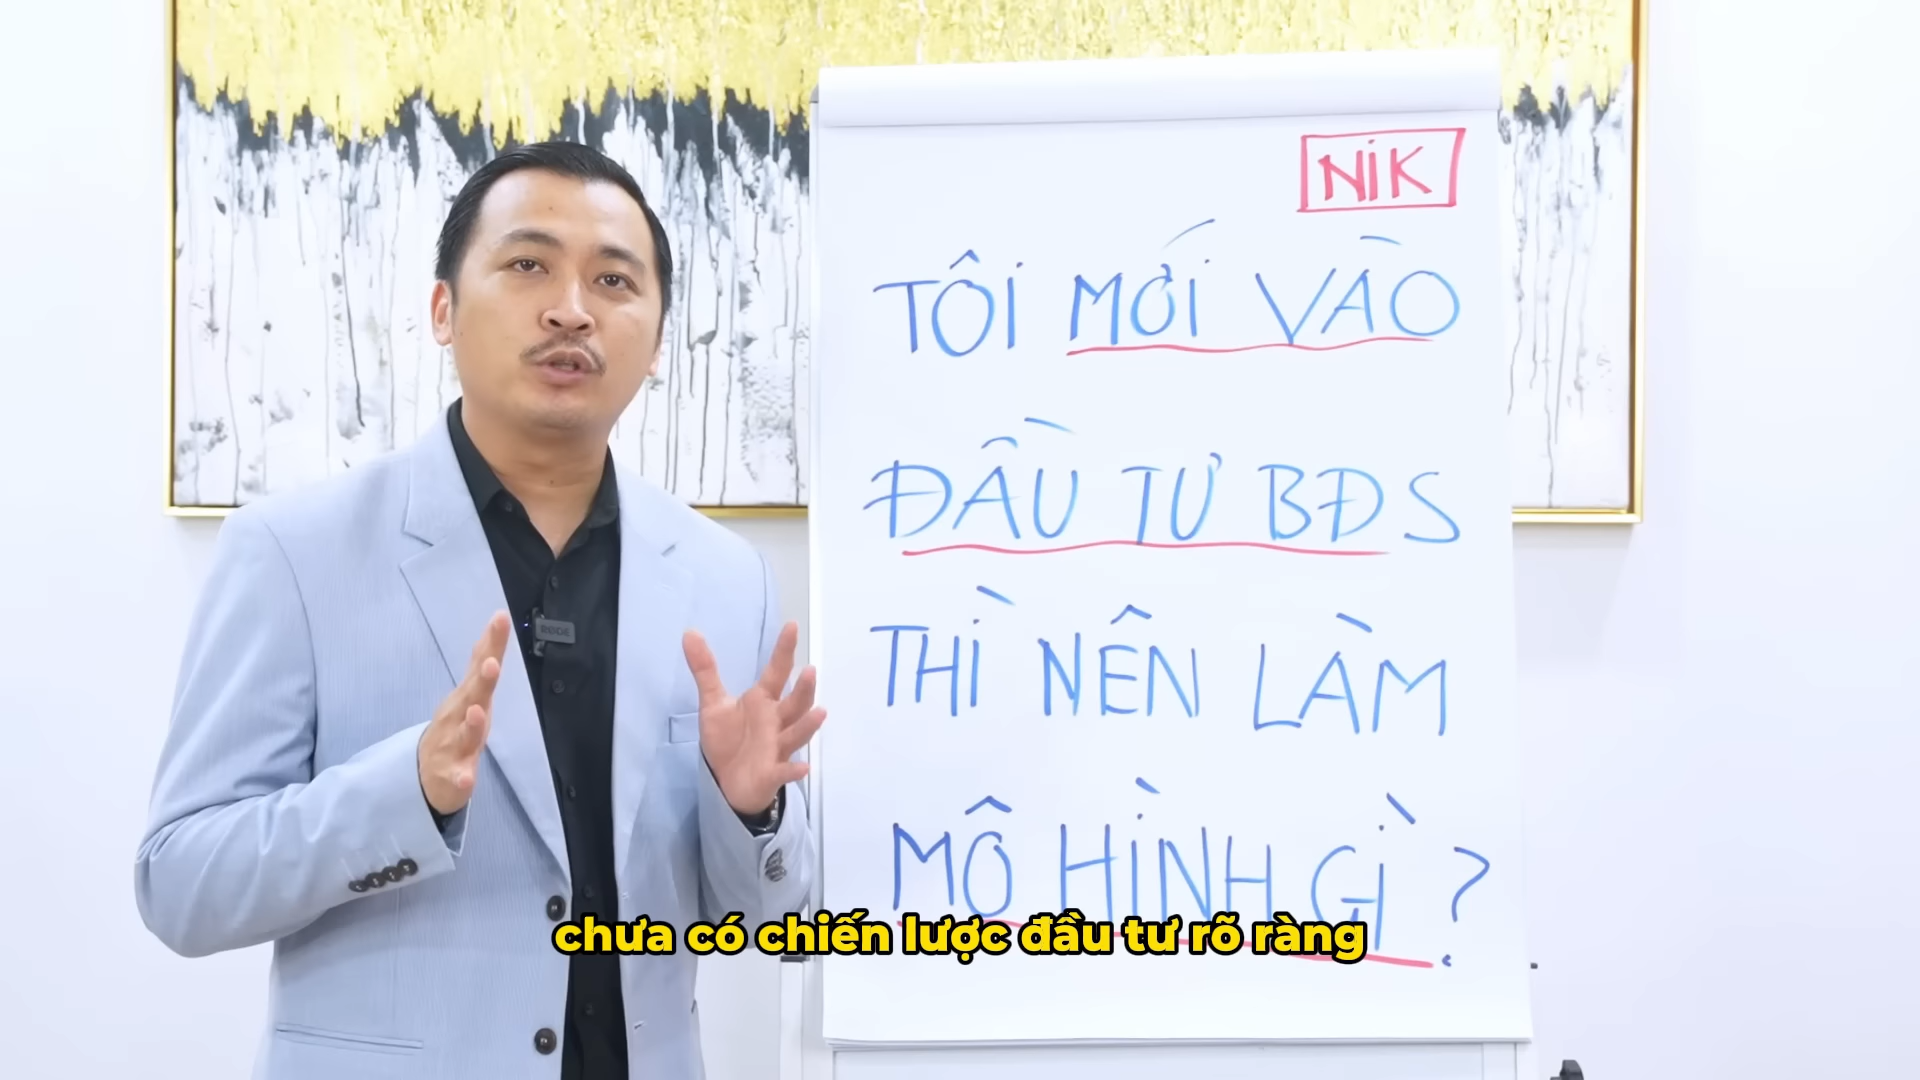 NIK
TÔI MỚI VÀO
ĐẦU TƯ BĐS
THÌ NÊN LÀM
MÔ HÌNH GÌ?
RØDE
chưa có chiến lược đầu tư rõ ràng